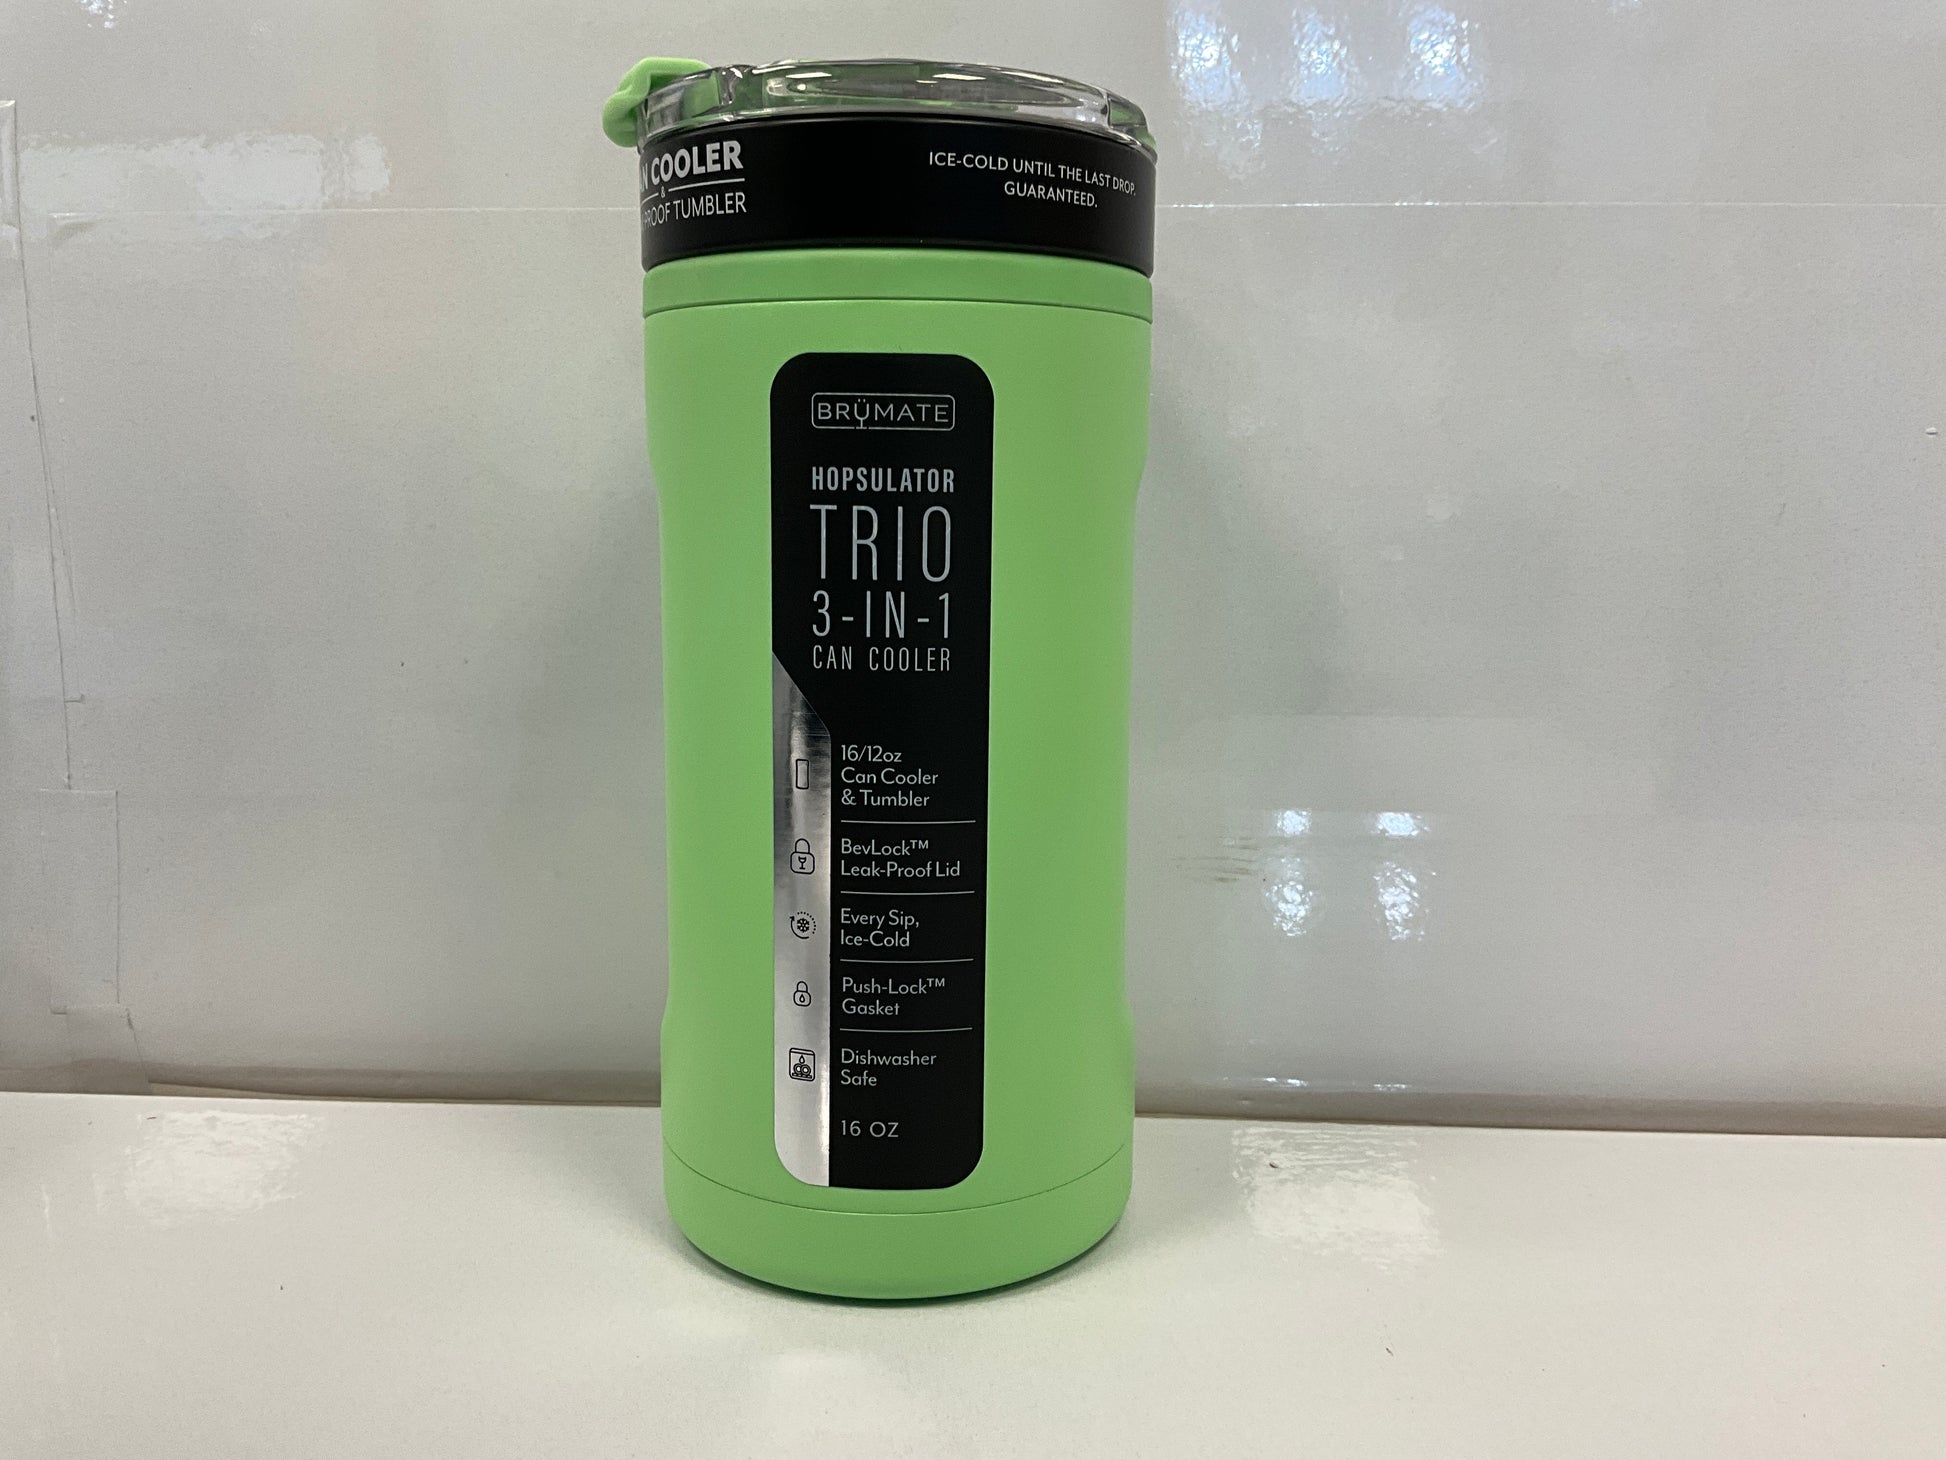 COOLER
&
TUMBLER
ICE-COLD UNTIL THE LAST DROP.
GUARANTEED.
BRÜMATE
HOPSULATOR
TRIO
3-IN-1
CAN COOLER
16/12oz
Can Cooler
& Tumbler
BevLock™
Leak-Proof Lid
Every Sip,
Ice-Cold
Push-Lock™
Gasket
Dishwasher
Safe
16 OZ